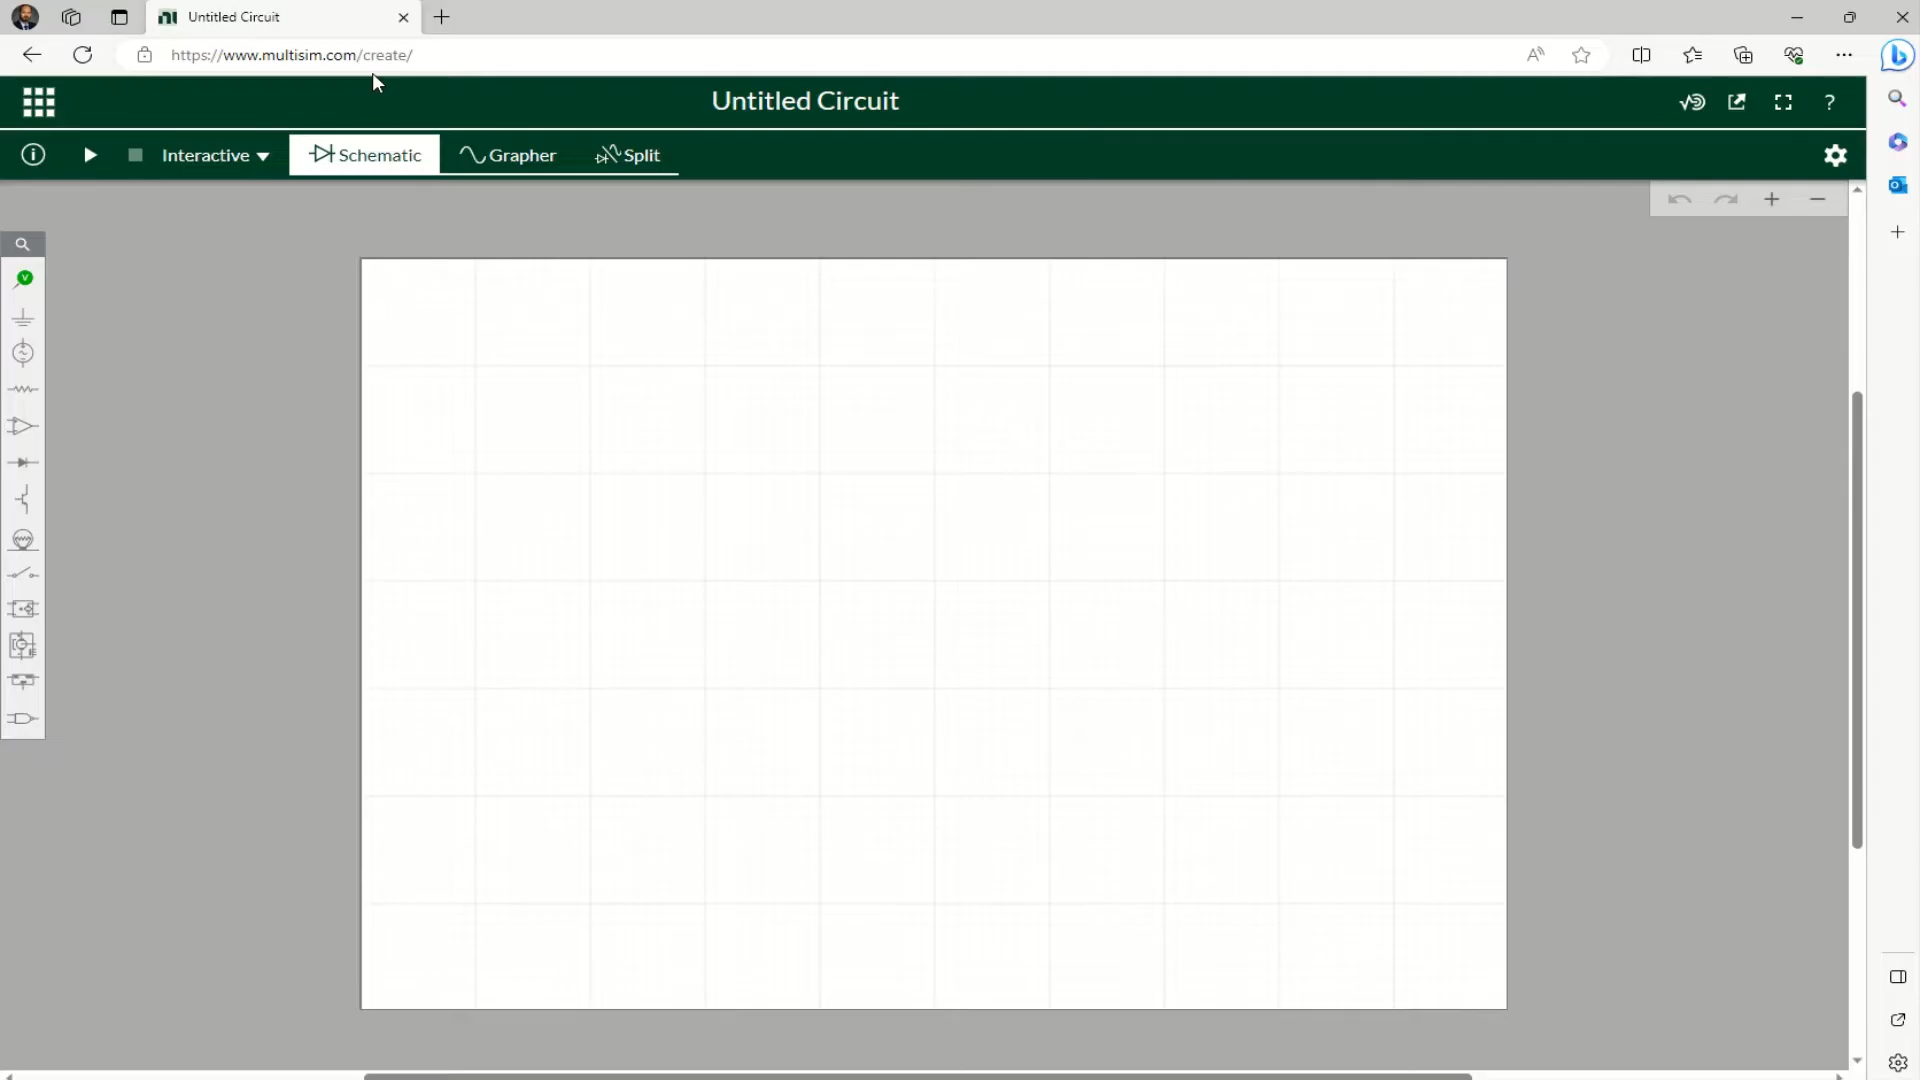 Untitled Circuit
https://www.multisim.com/create/
Untitled Circuit
?
Interactive
Schematic
Grapher
Split
V